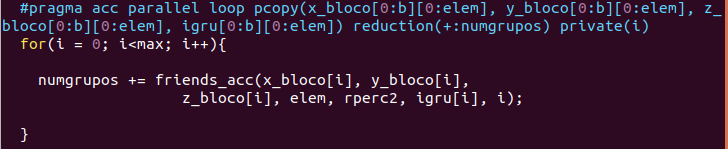 #pragma acc parallel loop pcopy(x_bloco[0:b][0:elem], y_bloco[0:b][0:elem], z_
bloco[0:b][0:elem], igru[0:b][0:elem]) reduction(+:numgrupos) private(i)
for(i = 0; i<max; i++){
numgrupos += friends_acc(x_bloco[i], y_bloco[i],
z_bloco[i], elem, rperc2, igru[i], i);
}